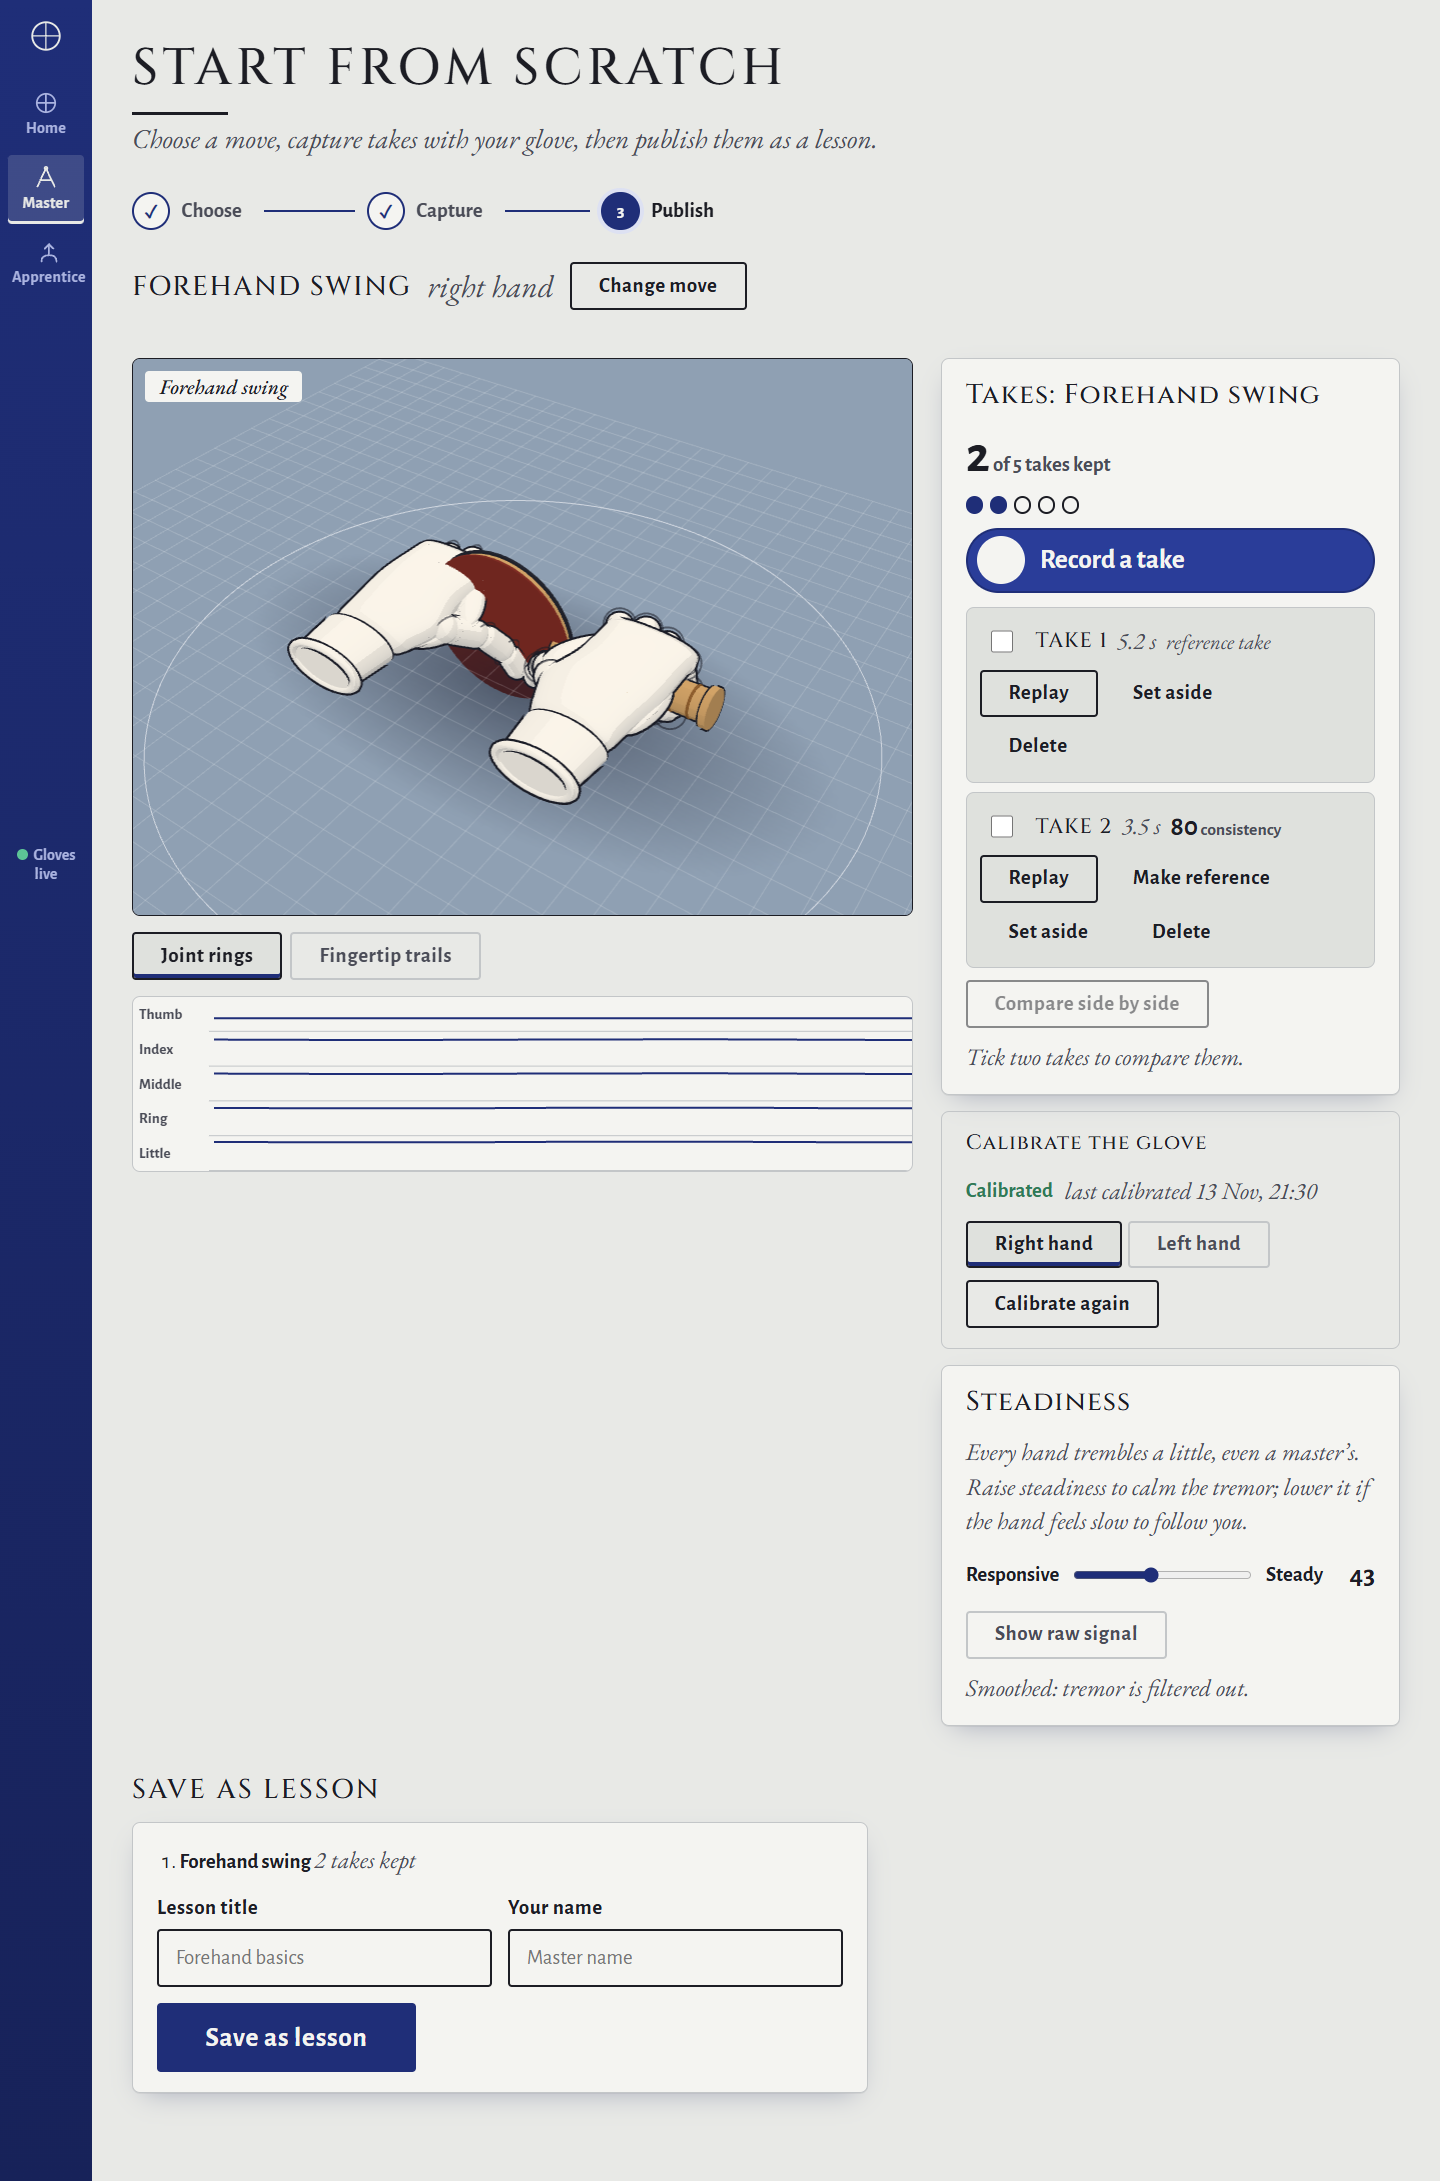 START FROM SCRATCH
Choose a move, capture takes with your glove, then publish them as a lesson.
Home
Master
Apprentice
Gloves
live
Choose
Capture
3 Publish
FOREHAND SWING right hand Change move
Forehand swing
Joint rings
Fingertip trails
Thumb
Index
Middle
Ring
Little
TAKES: FOREHAND SWING
2 of 5 takes kept
Record a take
TAKE 1 5.2 s reference take
Replay
Set aside
Delete
TAKE 2 3.5 s 80 consistency
Replay
Make reference
Set aside
Delete
Compare side by side
Tick two takes to compare them.
CALIBRATE THE GLOVE
Calibrated last calibrated 13 Nov, 21:30
Right hand
Left hand
Calibrate again
STEADINESS
Every hand trembles a little, even a master’s.
Raise steadiness to calm the tremor; lower it if
the hand feels slow to follow you.
Responsive
Steady 43
Show raw signal
Smoothed: tremor is filtered out.
SAVE AS LESSON
1. Forehand swing 2 takes kept
Lesson title
Your name
Forehand basics
Master name
Save as lesson